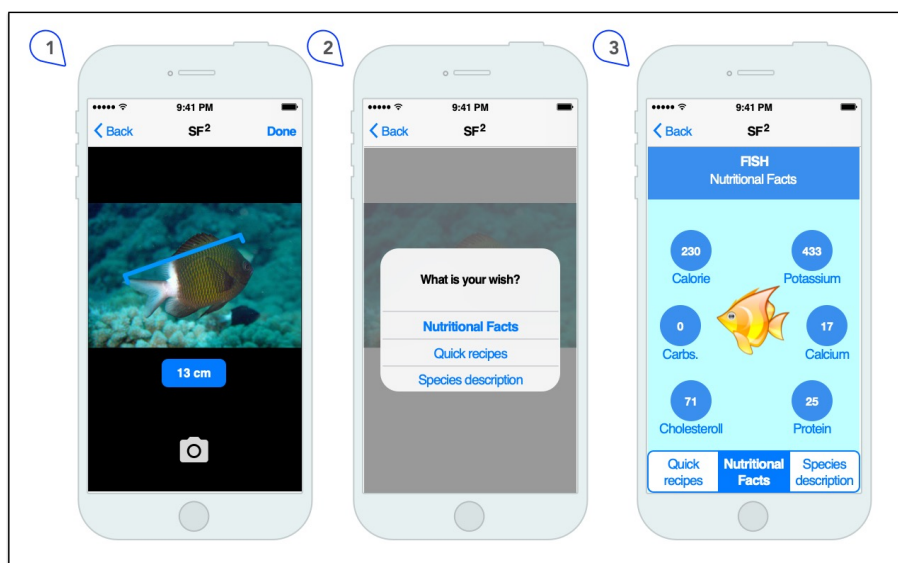 1
9:41 PM
Back SF² Done
13 cm
2
9:41 PM
Back SF²
What is your wish?
Nutritional Facts
Quick recipes
Species description
3
9:41 PM
Back SF²
FISH
Nutritional Facts
230 433
Calorie Potassium
0 17
Carbs. Calcium
71 25
Cholesteroll Protein
Quick Nutritional Species
recipes Facts description